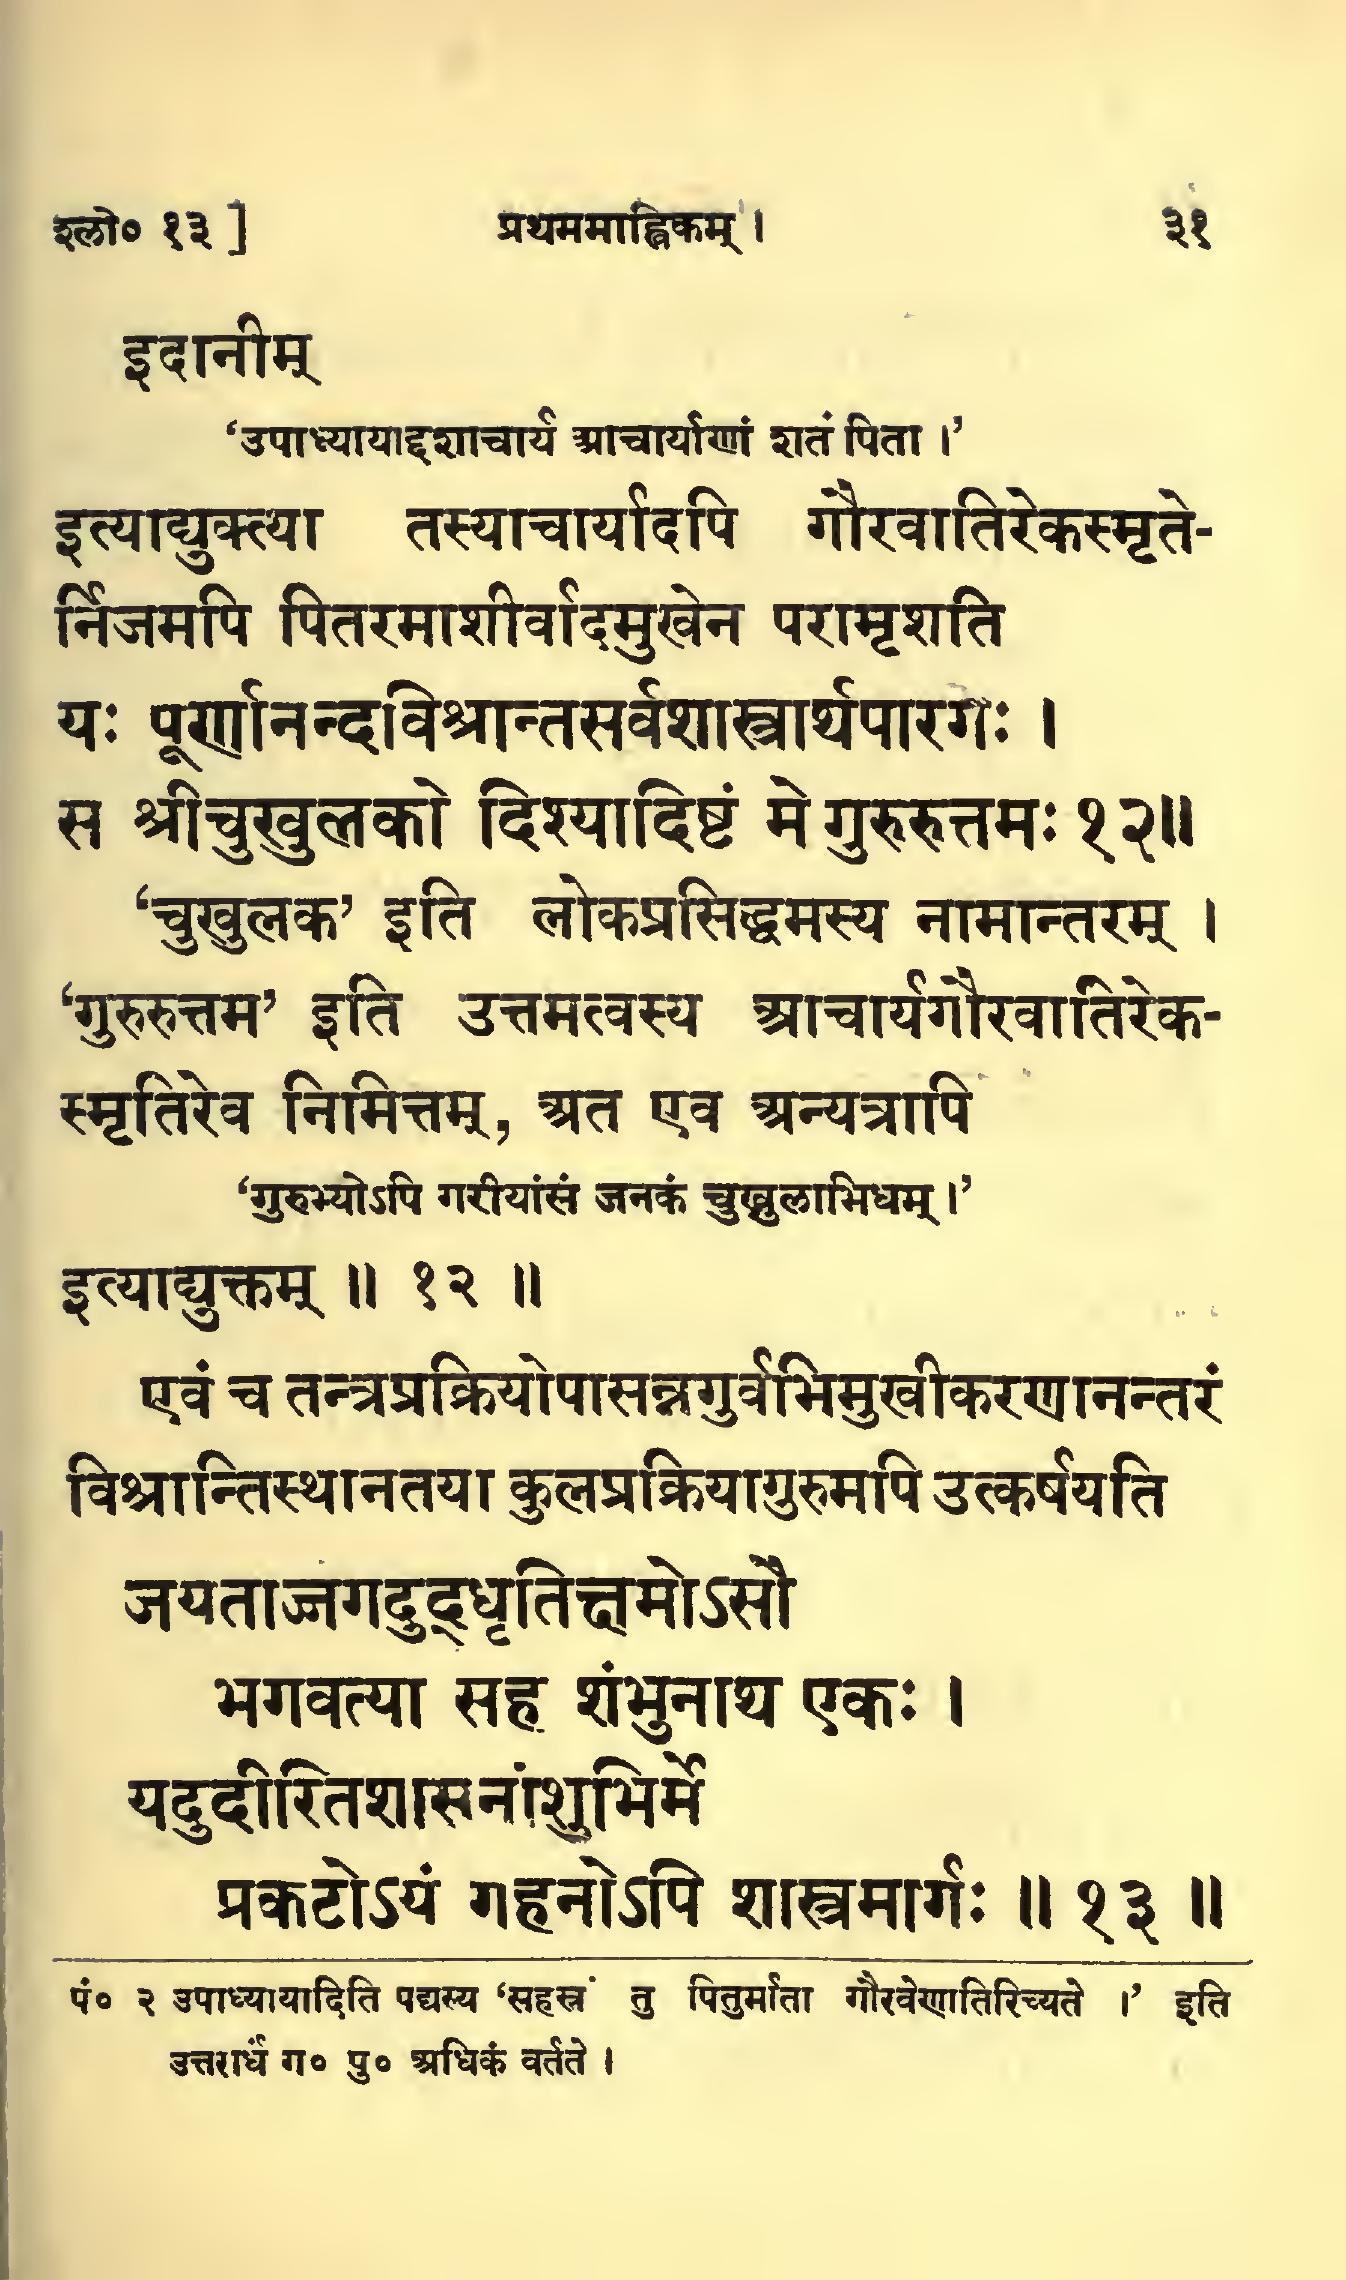 श्लो० १३ ] प्रथममाह्निकम् । ३१
इदानीम्
‘उपाध्यायाद्दशाचार्य आचार्याणां शतं पिता ।’
इत्याद्युक्त्या तस्याचार्यादपि गौरवातिरेकस्मृते-
र्निजमपि पितरमाशीर्वादमुखेन परामृशति
यः पूर्णानन्दविश्रान्तसर्वशास्त्रार्थपारगः ।
स श्रीचुखुलको दिश्यादिष्टं मे गुरुरुत्तमः १२॥
‘चुखुलक’ इति लोकप्रसिद्धमस्य नामान्तरम् ।
‘गुरुरुत्तम’ इति उत्तमत्वस्य आचार्यगौरवातिरेक-
स्मृतिरेव निमित्तम्, अत एव अन्यत्रापि
‘गुरुभ्योऽपि गरीयांसं जनकं चुखुलाभिधम् ।’
इत्याद्युक्तम् ॥ १२ ॥
एवं च तन्त्रप्रक्रियोपासन्नगुर्वभिमुखीकरणानन्तरं
विश्रान्तिस्थानतया कुलप्रक्रियागुरुमपि उत्कर्षयति
जयताज्जगदुद्धृतिक्षमोऽसौ
भगवत्या सह शंभुनाथ एकः ।
यदुदीरितशासनांशुभिर्मे
प्रकटोऽयं गहनोऽपि शास्त्रमार्गः ॥ १३ ॥
पं० २ उपाध्यायादिति पद्यस्य ‘सहस्रं तु पितुर्माता गौरवेणातिरिच्यते ।’ इति
उत्तरार्धं ग० पु० अधिकं वर्तते ।